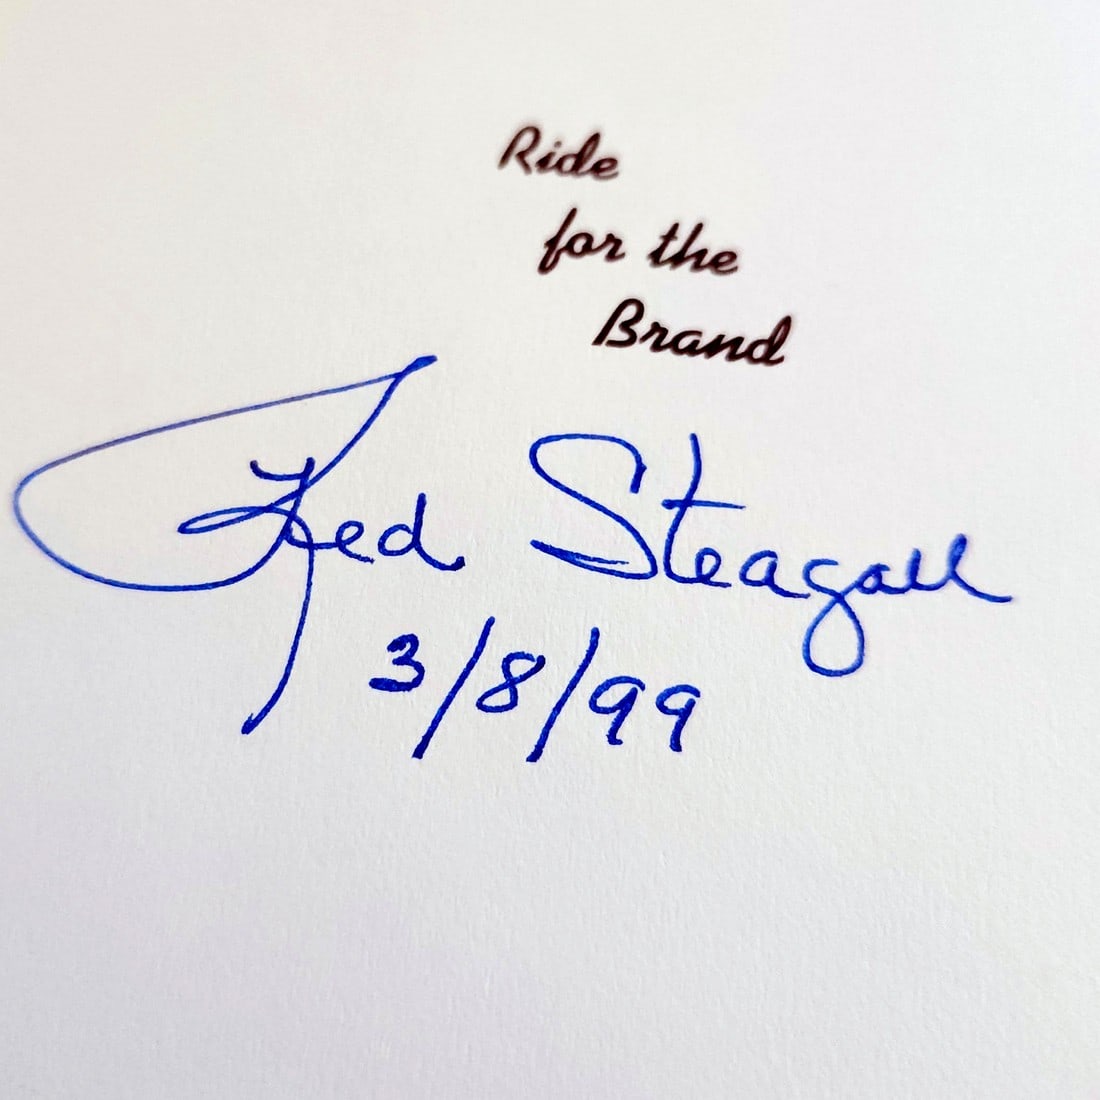 Ride
for the
Brand
Red Steagall
3/8/99